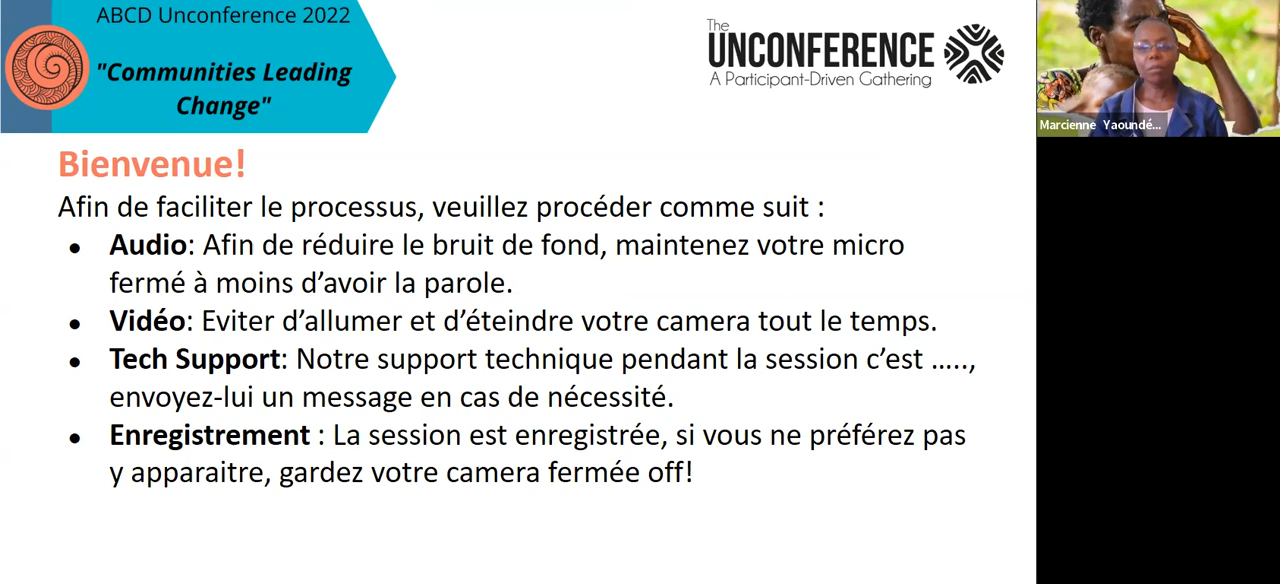 ABCD Unconference 2022
"Communities Leading
Change"
The
UNCONFERENCE
A Participant-Driven Gathering
Marcienne Yaoundé...
Bienvenue!
Afin de faciliter le processus, veuillez procéder comme suit :
● Audio: Afin de réduire le bruit de fond, maintenez votre micro
fermé à moins d’avoir la parole.
● Vidéo: Eviter d’allumer et d’éteindre votre camera tout le temps.
● Tech Support: Notre support technique pendant la session c’est …..,
envoyez-lui un message en cas de nécessité.
● Enregistrement : La session est enregistrée, si vous ne préférez pas
y apparaitre, gardez votre camera fermée off!